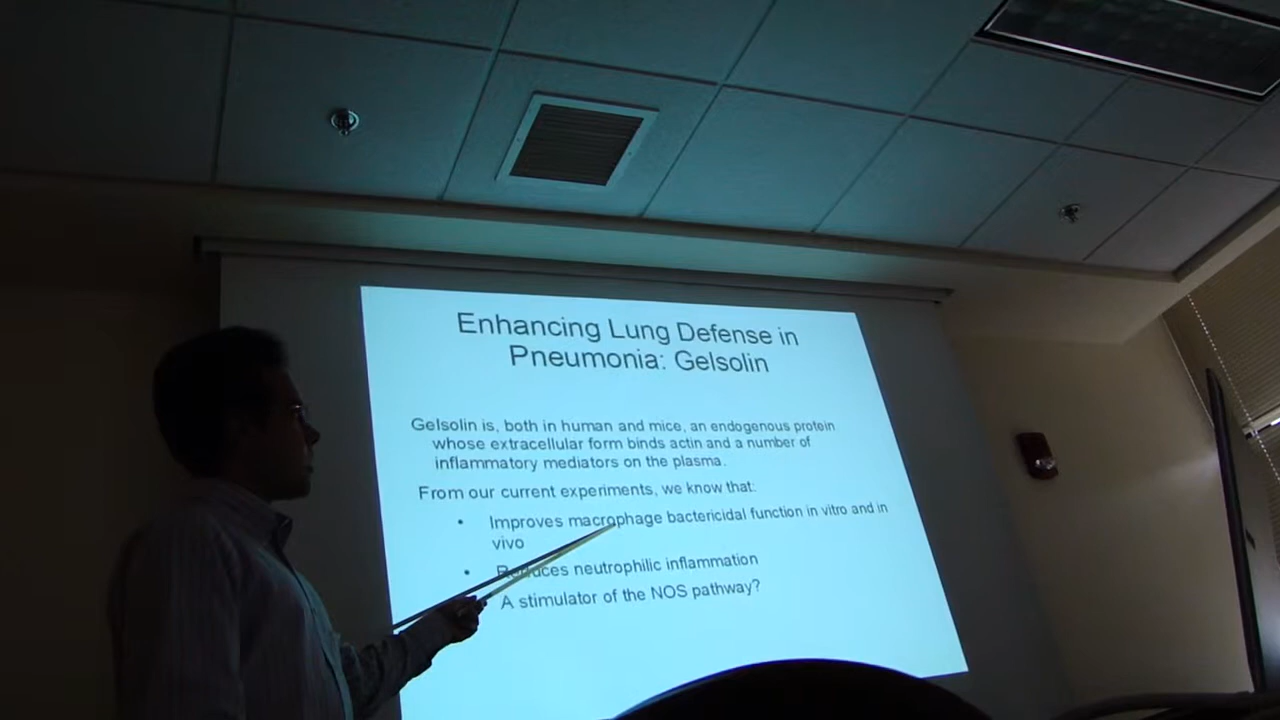 Enhancing Lung Defense in
Pneumonia: Gelsolin
Gelsolin is, both in human and mice, an endogenous protein
whose extracellular form binds actin and a number of
inflammatory mediators on the plasma.
From our current experiments, we know that:
• Improves macrophage bactericidal function in vitro and in
vivo
• Reduces neutrophilic inflammation
A stimulator of the NOS pathway?